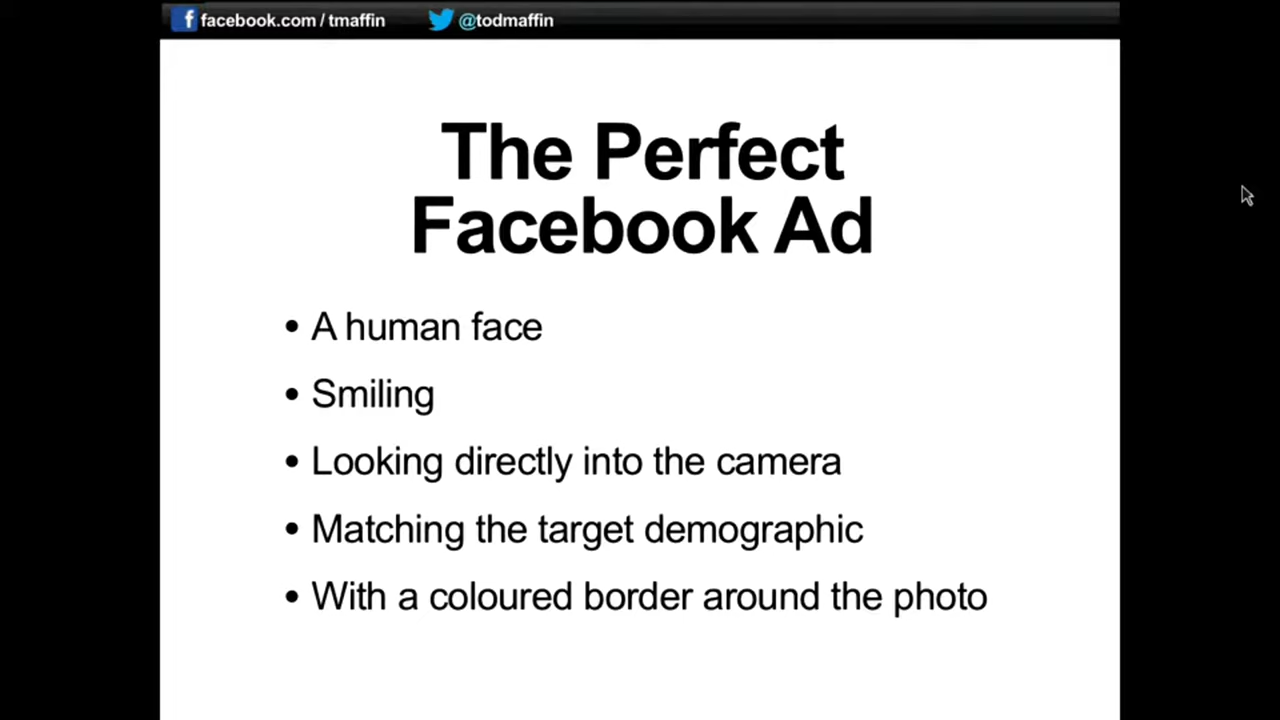 facebook.com / tmaffin @todmaffin
The Perfect
Facebook Ad
• A human face
• Smiling
• Looking directly into the camera
• Matching the target demographic
• With a coloured border around the photo